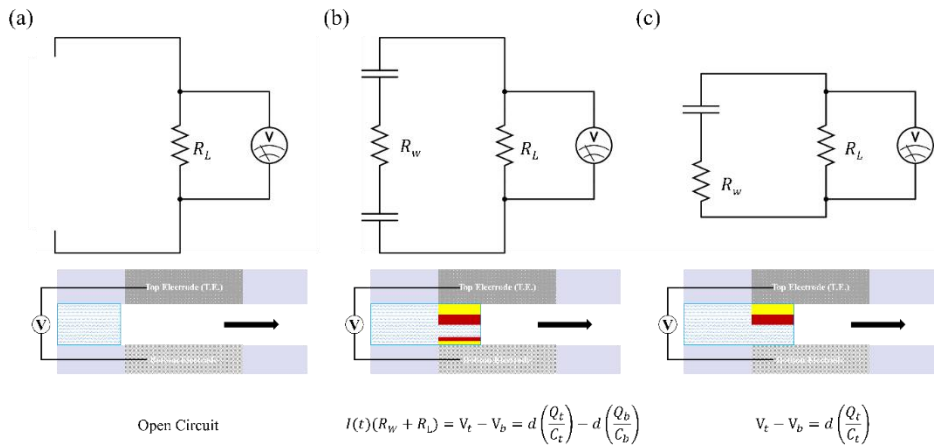 (a)
(b)
(c)
R_L
V
R_w
R_L
V
R_w
R_L
V
Top Electrode (T.E.)
V
Top Electrode (T.E.)
V
Top Electrode (T.E.)
V
Open Circuit
I(t)(R_W + R_L) = V_t − V_b = d(Q_t/C_t) − d(Q_b/C_b)
V_t − V_b = d(Q_t/C_t)